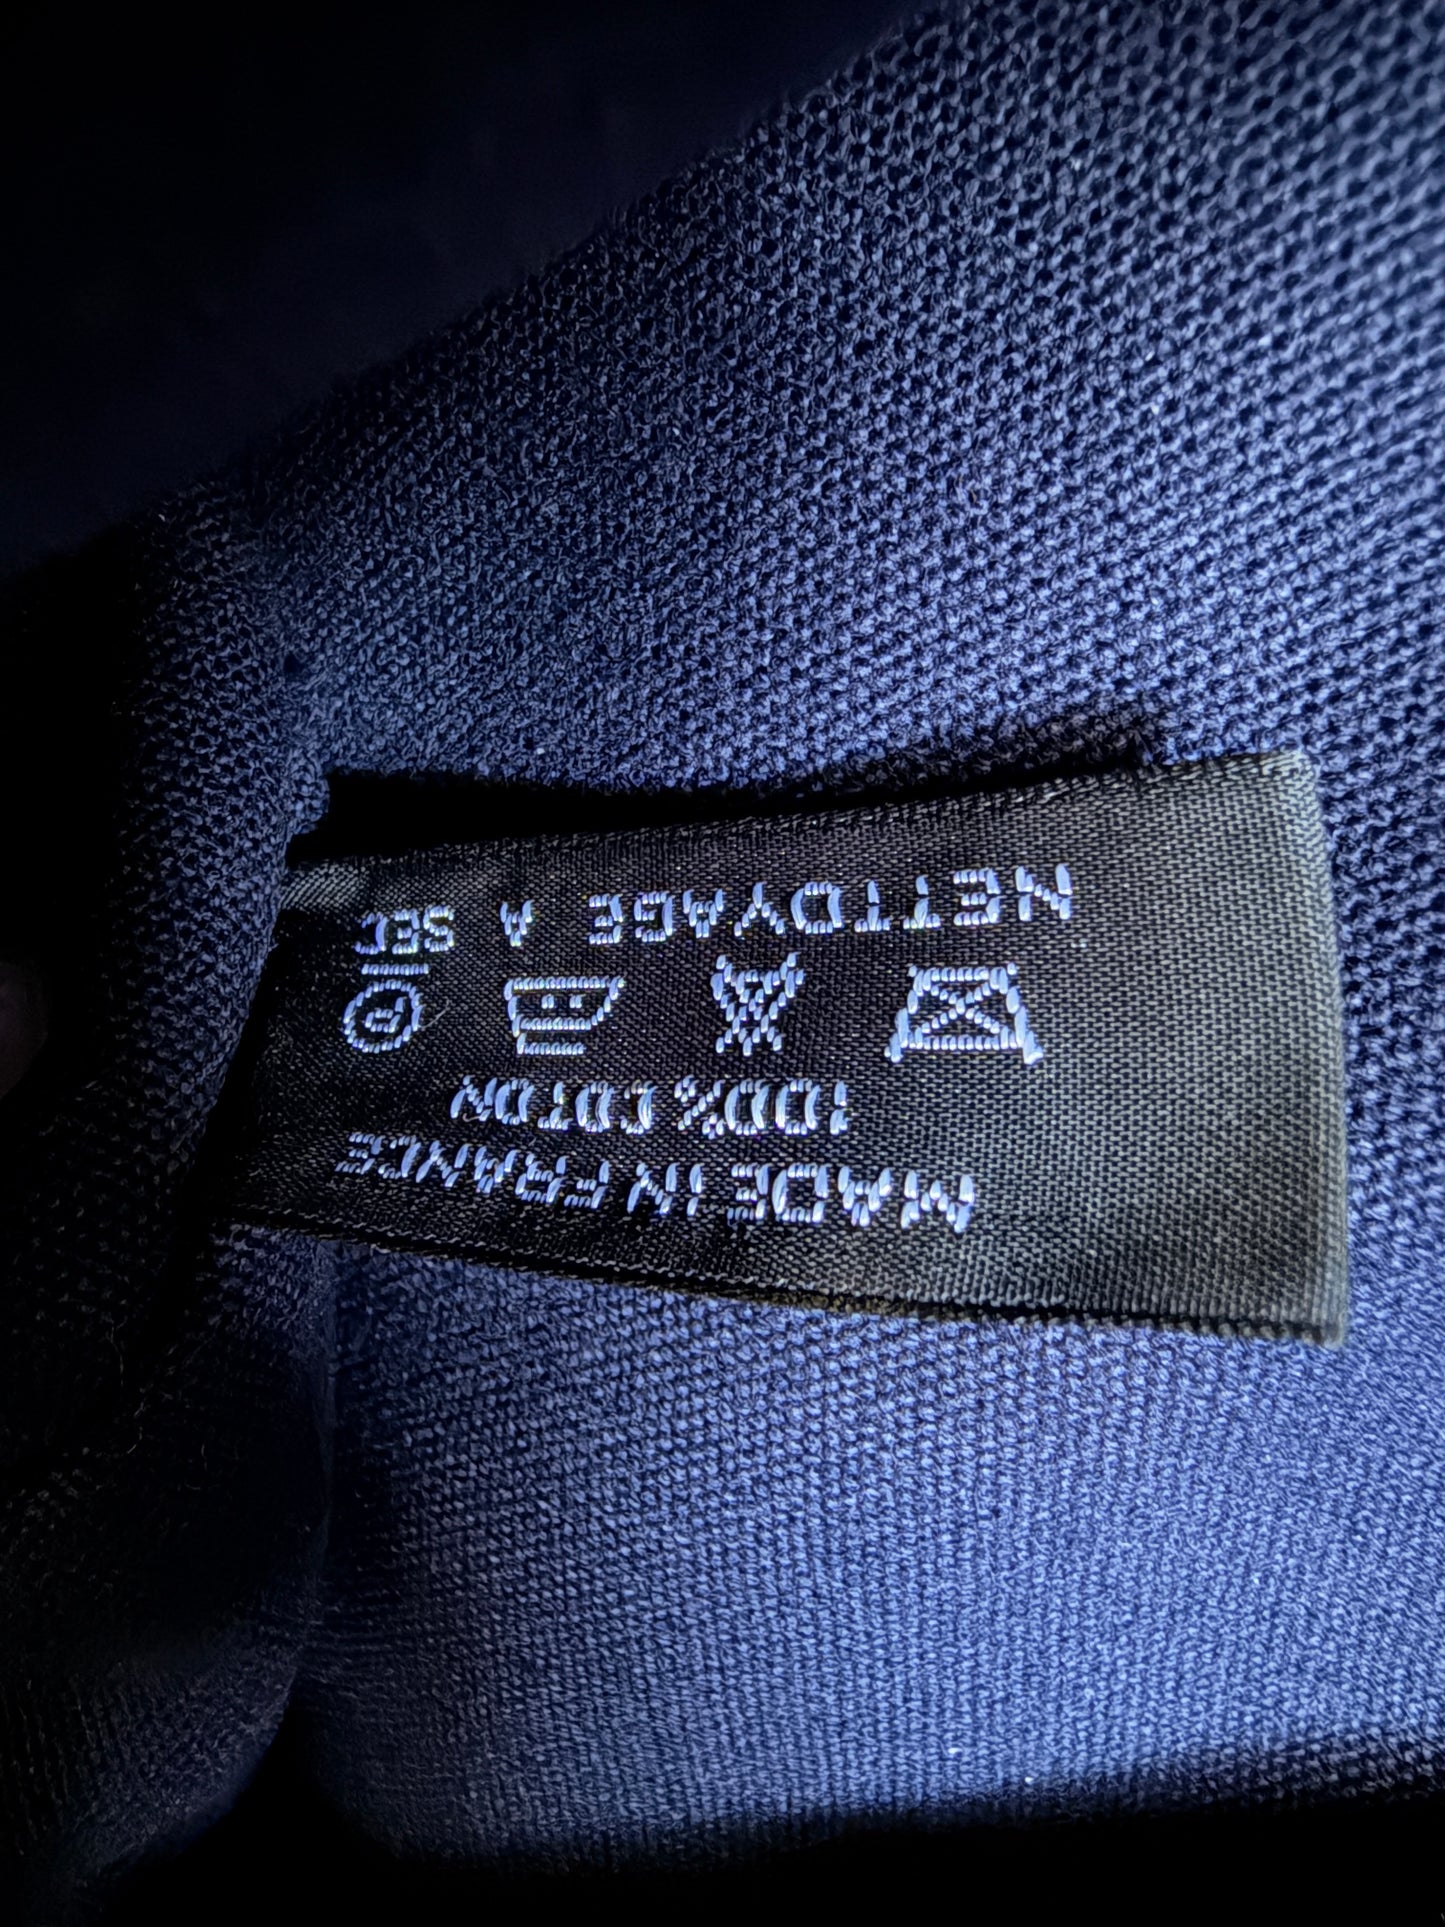 MADE IN FRANCE
100% COTON
P
NETTOYAGE A SEC